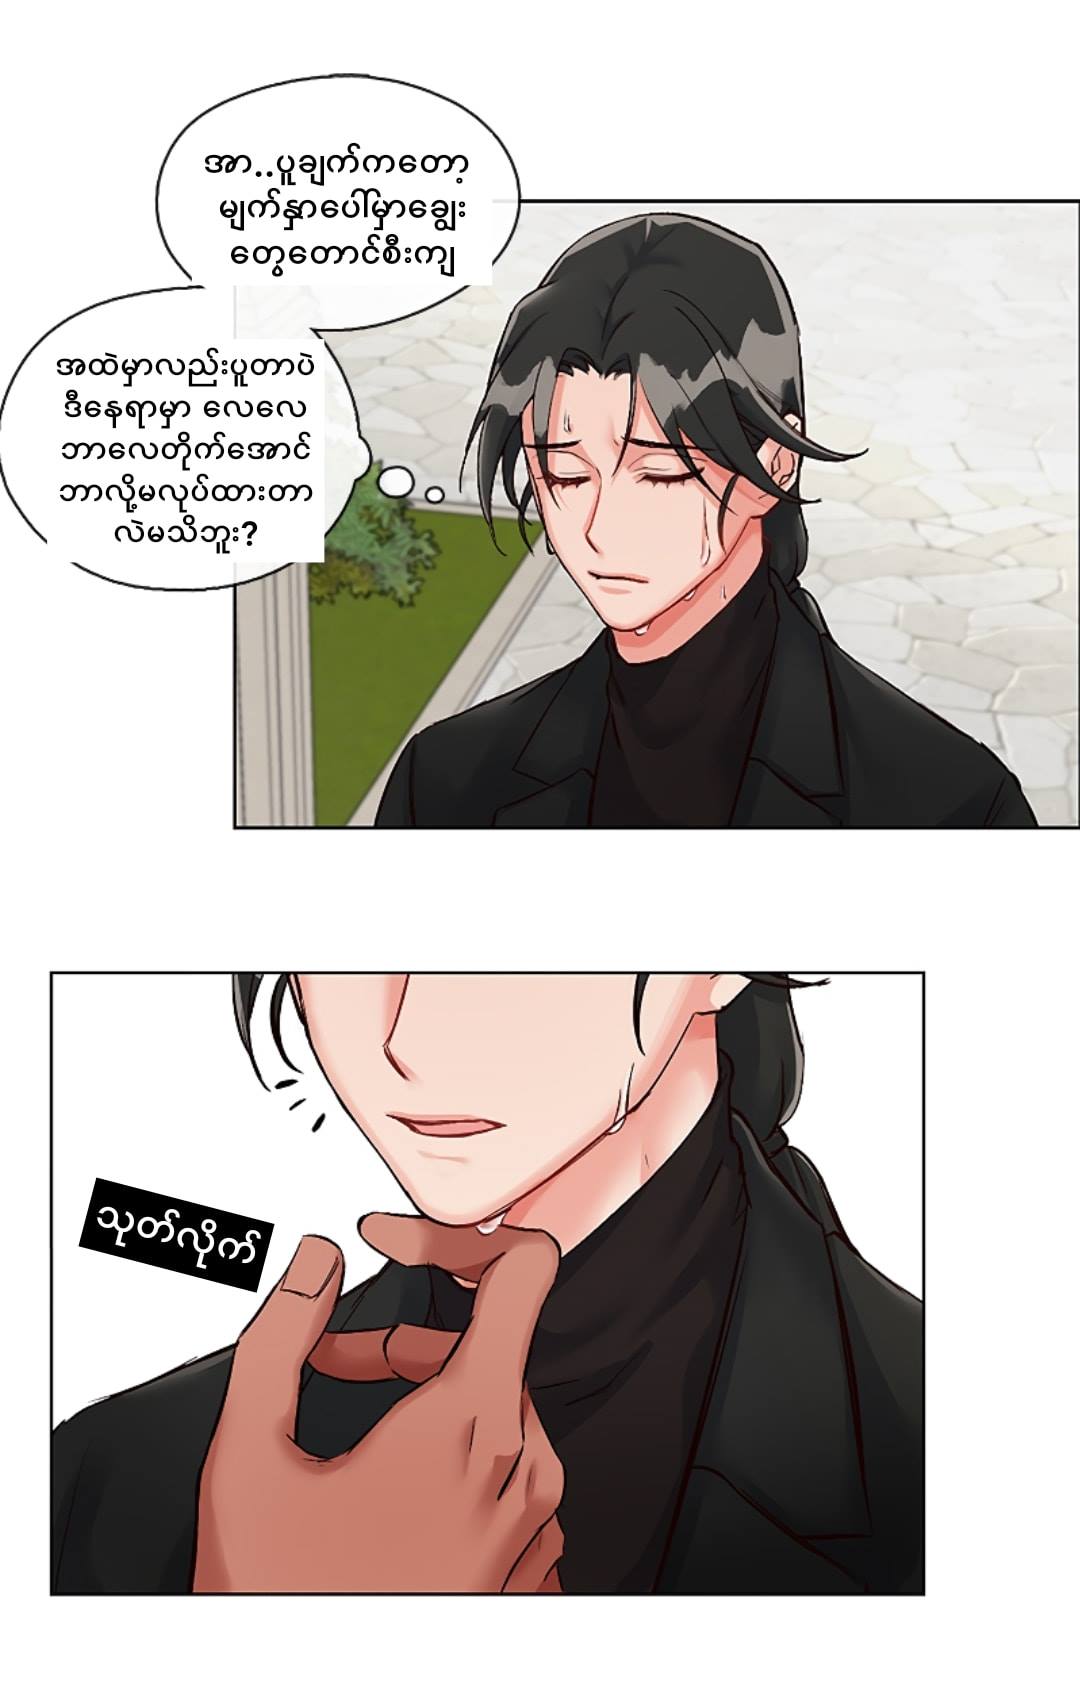 အာ..ပူချက်ကတော့
မျက်နှာပေါ်မှာချွေး
တွေတောင်စီးကျ
အထဲမှာလည်းပူတာပဲ
ဒီနေရာမှာ လေလေ
ဘာလေတိုက်အောင်
ဘာလို့မလုပ်ထားတာ
လဲမသိဘူး?
သုတ်လိုက်